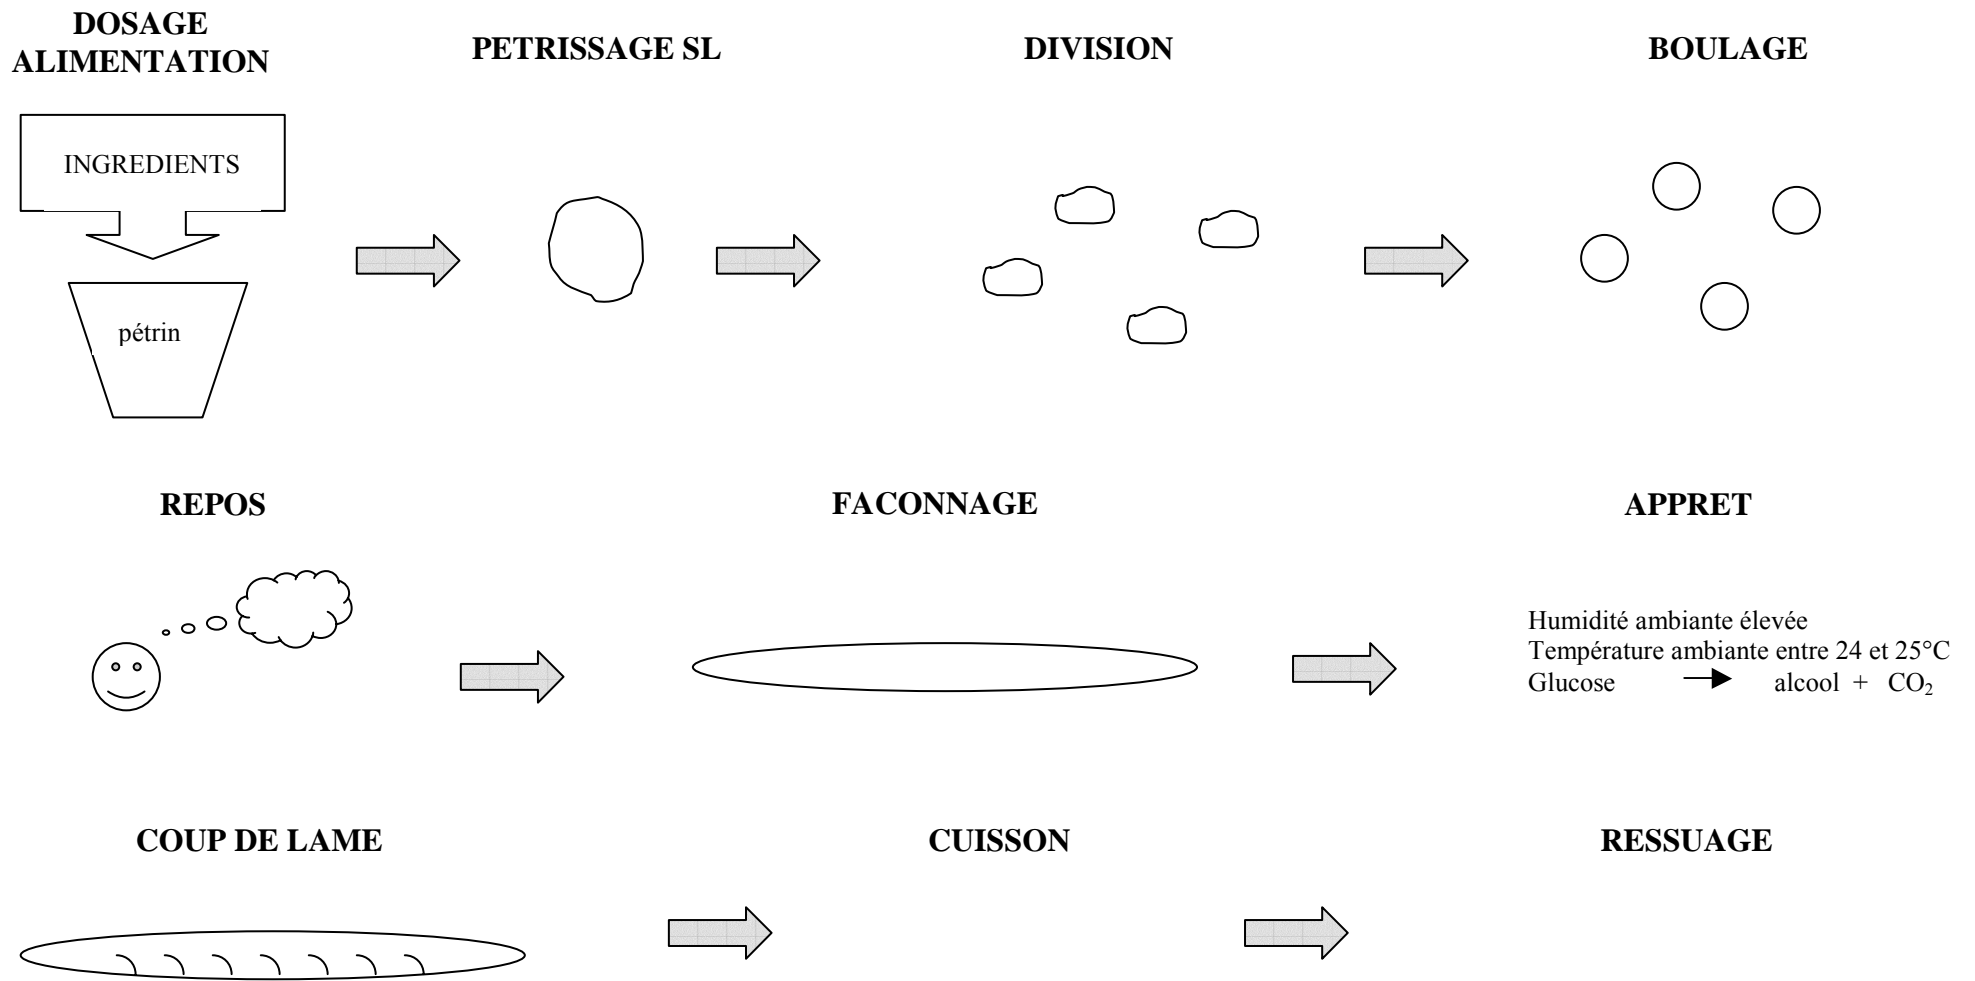 DOSAGE
ALIMENTATION
PETRISSAGE SL
DIVISION
BOULAGE
INGREDIENTS
pétrin
REPOS
FACONNAGE
APPRET
Humidité ambiante élevée
Température ambiante entre 24 et 25°C
Glucose alcool + CO₂
COUP DE LAME
CUISSON
RESSUAGE